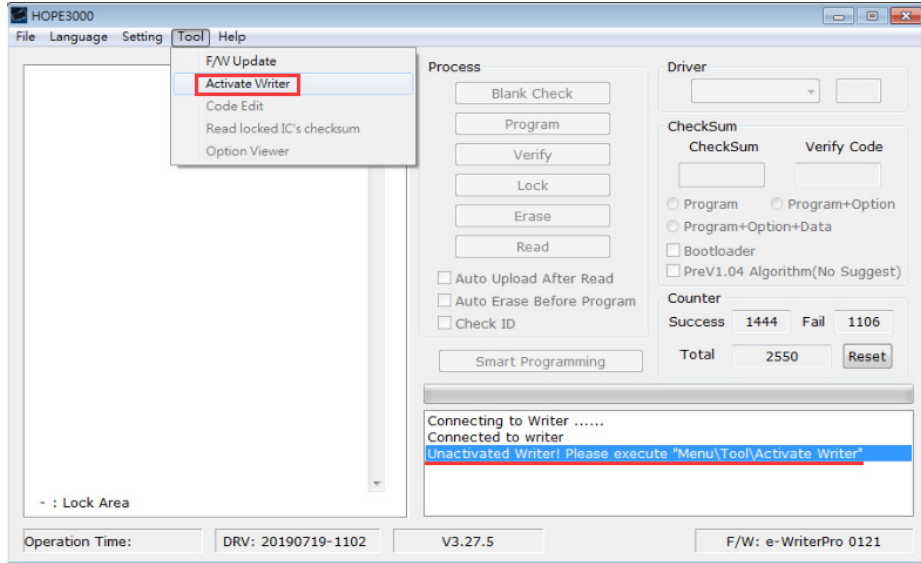 HOPE3000
File Language Setting Tool Help
F/W Update
Activate Writer
Code Edit
Read locked IC's checksum
Option Viewer
- : Lock Area
Process
Blank Check
Program
Verify
Lock
Erase
Read
Auto Upload After Read
Auto Erase Before Program
Check ID
Smart Programming
Driver
CheckSum
CheckSum Verify Code
Program Program+Option
Program+Option+Data
Bootloader
PreV1.04 Algorithm(No Suggest)
Counter
Success 1444 Fail 1106
Total 2550 Reset
Connecting to Writer ......
Connected to writer
Unactivated Writer! Please execute "Menu\Tool\Activate Writer"
Operation Time: DRV: 20190719-1102 V3.27.5 F/W: e-WriterPro 0121